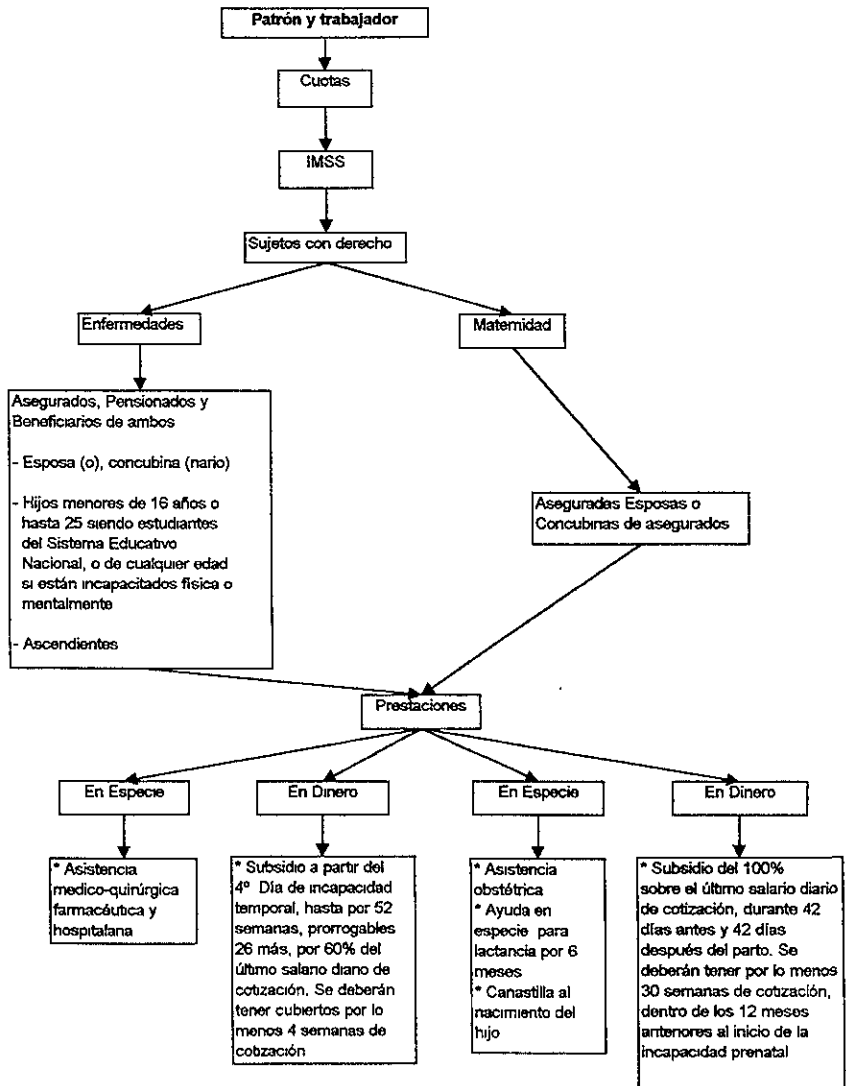 Patrón y trabajador
Cuotas
IMSS
Sujetos con derecho
Enfermedades
Maternidad
Asegurados, Pensionados y
Beneficiarios de ambos
- Esposa (o), concubina (nario)
- Hijos menores de 16 años o
hasta 25 siendo estudiantes
del Sistema Educativo
Nacional, o de cualquier edad
si están incapacitados física o
mentalmente
- Ascendientes
Aseguradas Esposas o
Concubinas de asegurados
Prestaciones
En Especie
En Dinero
En Especie
En Dinero
* Asistencia
medico-quirúrgica
farmacéutica y
hospitalaria
* Subsidio a partir del
4º Día de incapacidad
temporal, hasta por 52
semanas, prorrogables
26 más, por 60% del
último salario diario de
cotización. Se deberán
tener cubiertos por lo
menos 4 semanas de
cotización
* Asistencia
obstétrica
* Ayuda en
especie para
lactancia por 6
meses
* Canastilla al
nacimiento del
hijo
* Subsidio del 100%
sobre el último salario diario
de cotización, durante 42
días antes y 42 días
después del parto. Se
deberán tener por lo menos
30 semanas de cotización,
dentro de los 12 meses
anteriores al inicio de la
incapacidad prenatal